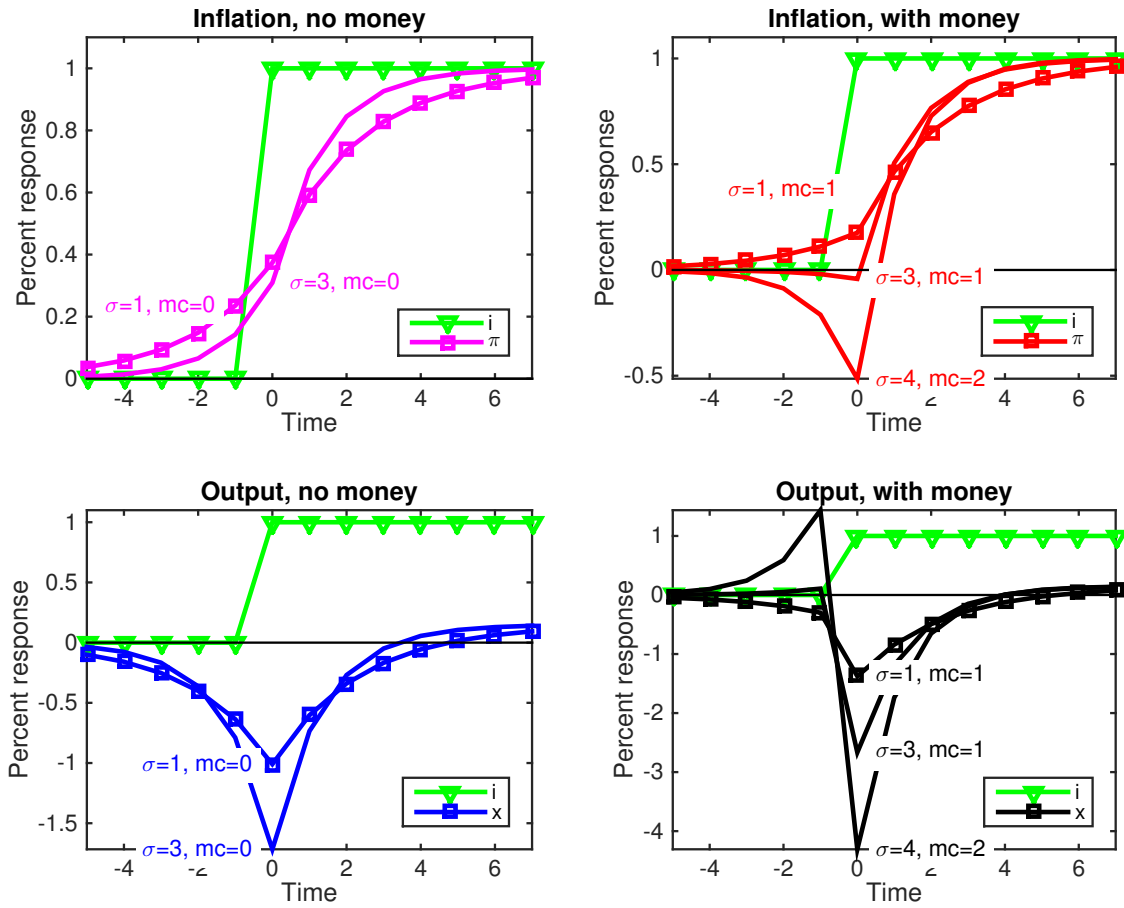 Inflation, no money
Percent response
1
0.8
0.6
0.4
0.2
0
σ=1, mc=0
σ=3, mc=0
i
π
-4
-2
0
2
4
6
Time
Inflation, with money
Percent response
1
0.5
0
-0.5
σ=1, mc=1
σ=3, mc=1
σ=4, mc=2
i
π
-4
-2
0
2
4
6
Time
Output, no money
Percent response
1
0.5
0
-0.5
-1
-1.5
σ=1, mc=0
σ=3, mc=0
i
x
-4
-2
0
2
4
6
Time
Output, with money
Percent response
1
0
-1
-2
-3
-4
σ=1, mc=1
σ=3, mc=1
σ=4, mc=2
i
x
-4
-2
0
2
4
6
Time